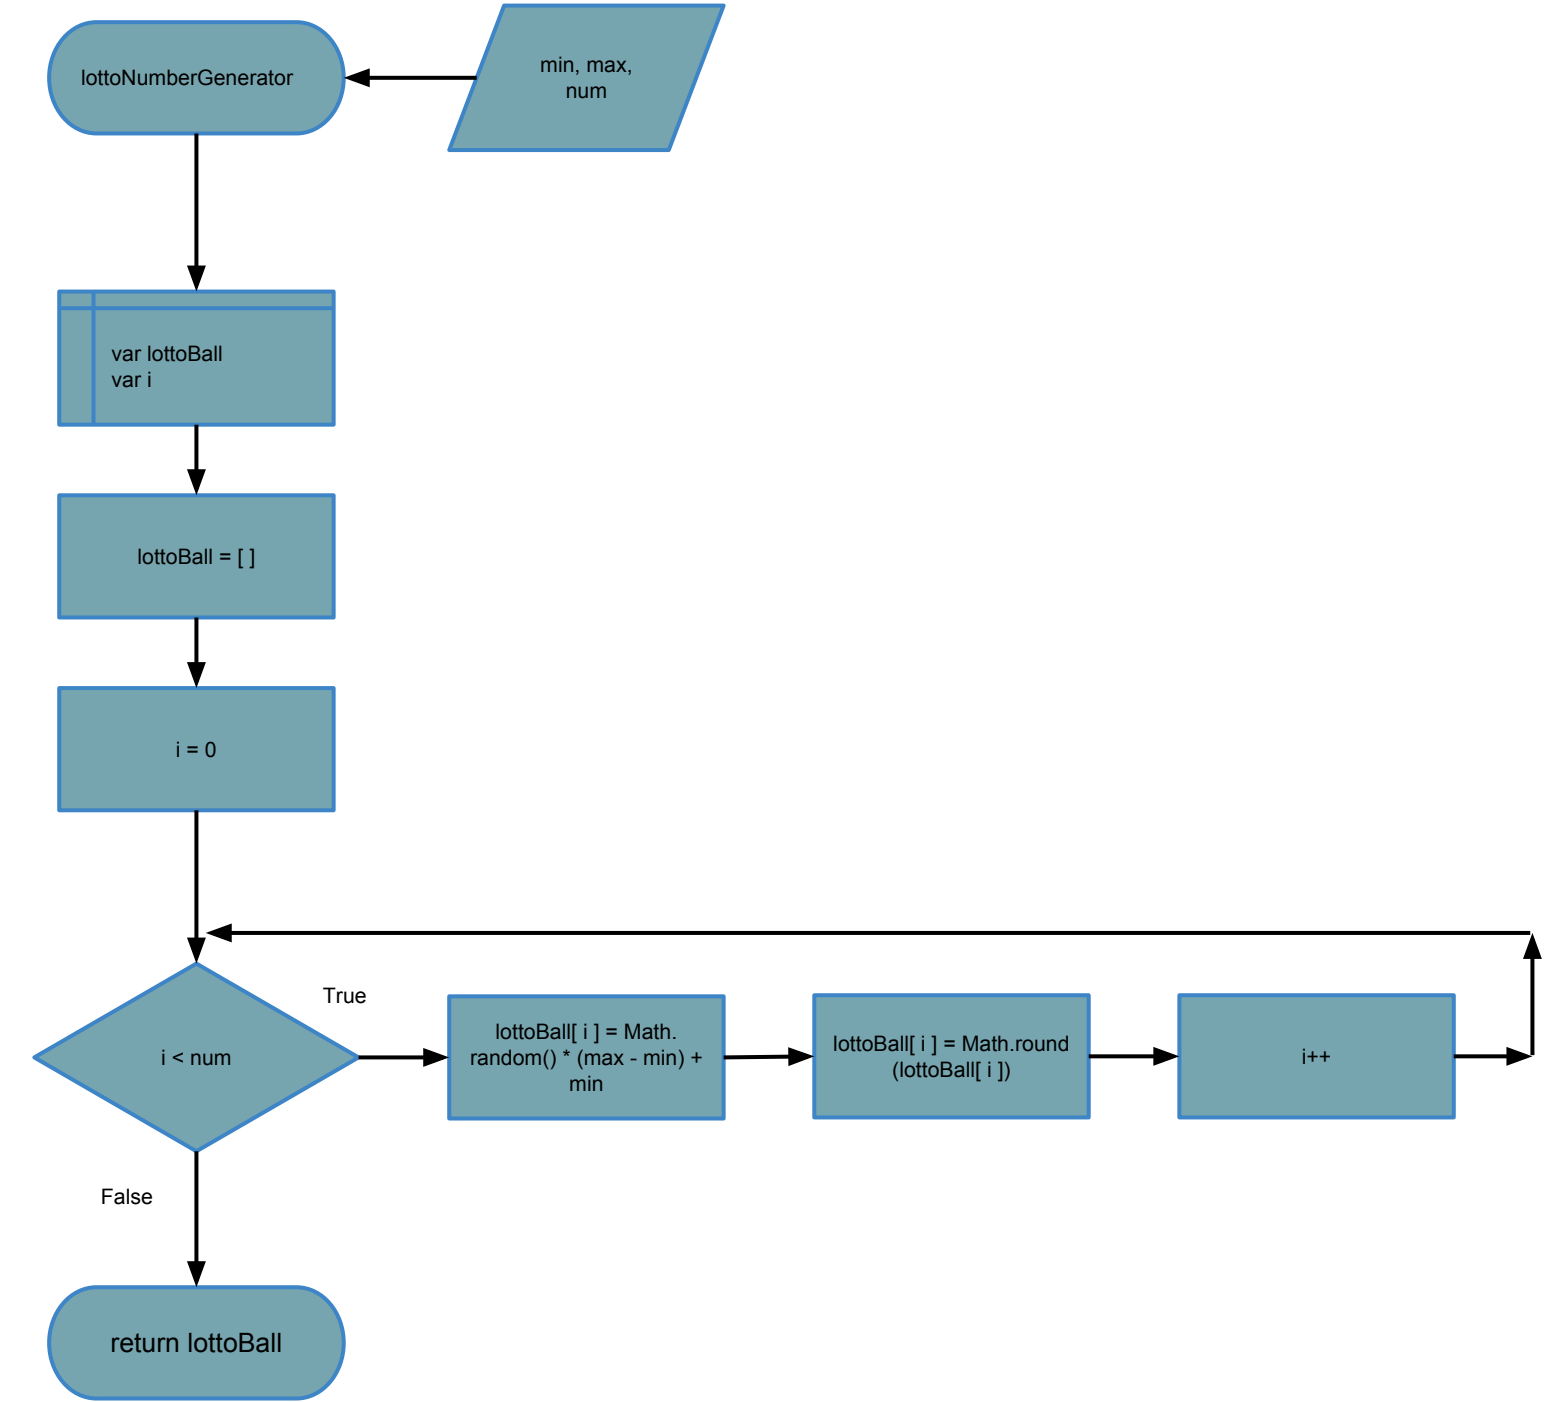 lottoNumberGenerator
min, max,
num
var lottoBall
var i
lottoBall = [ ]
i = 0
True
i < num
lottoBall[ i ] = Math.
random() * (max - min) +
min
lottoBall[ i ] = Math.round
(lottoBall[ i ])
i++
False
return lottoBall